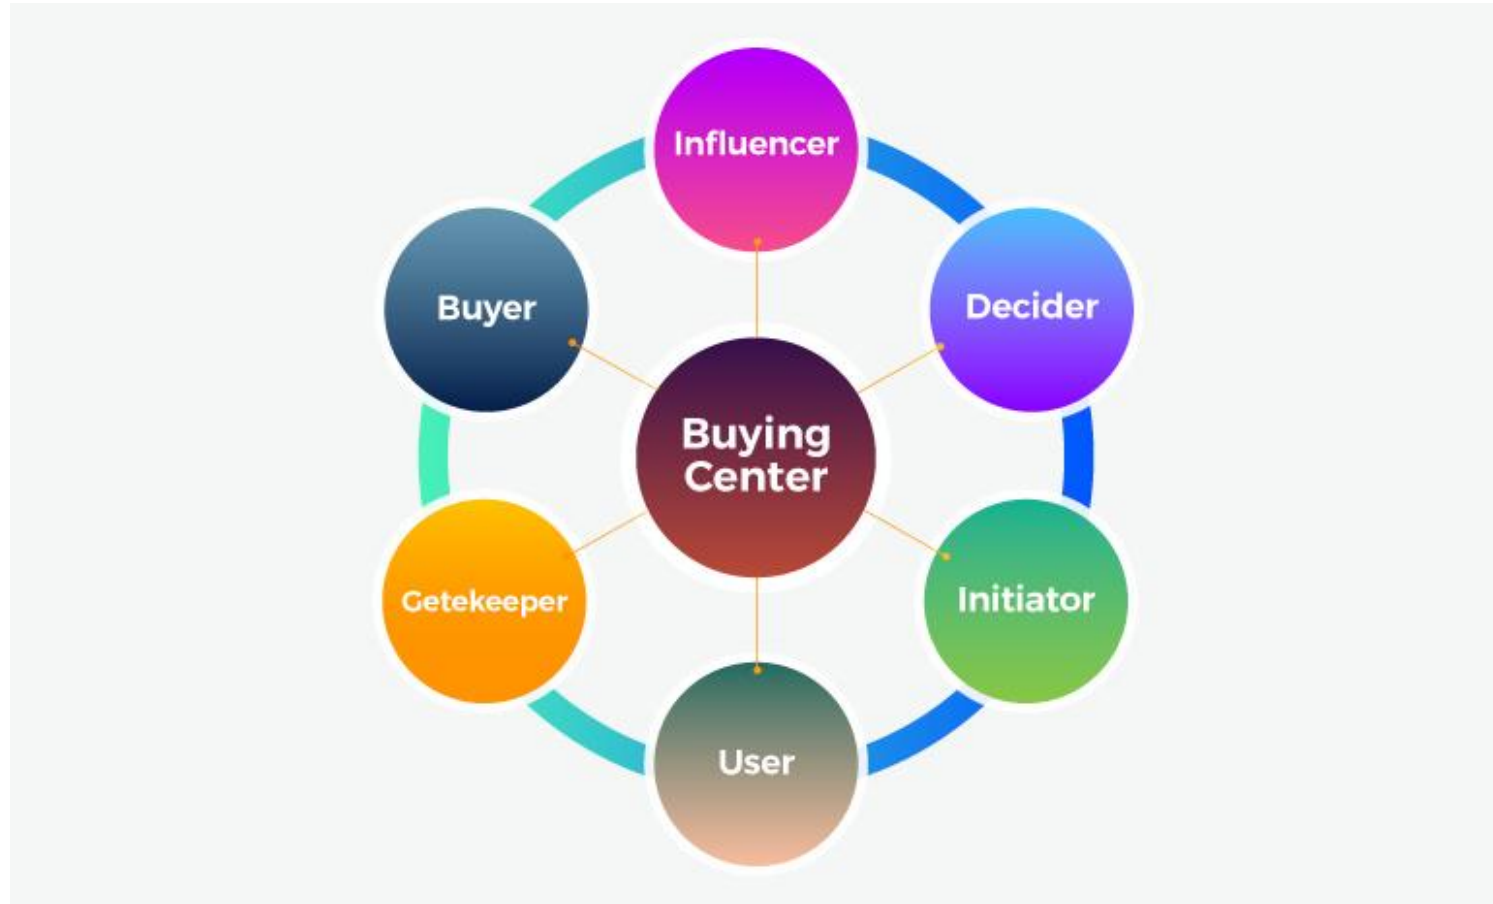 Influencer
Buyer
Decider
Buying
Center
Getekeeper
Initiator
User